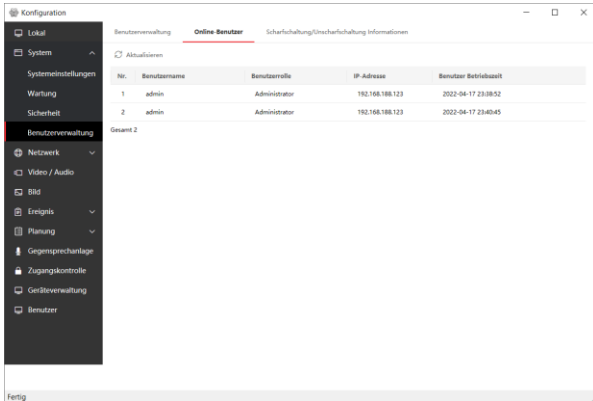 Konfiguration
Lokal
System
Systemeinstellungen
Wartung
Sicherheit
Benutzerverwaltung
Netzwerk
Video / Audio
Bild
Ereignis
Planung
Gegensprechanlage
Zugangskontrolle
Geräteverwaltung
Benutzer
Benutzerverwaltung Online-Benutzer Scharfschaltung/Unscharfschaltung Informationen
Aktualisieren
Nr. Benutzername Benutzerrolle IP-Adresse Benutzer Betriebszeit
1 admin Administrator 192.168.188.123 2022-04-17 23:38:52
2 admin Administrator 192.168.188.123 2022-04-17 23:40:45
Gesamt 2
Fertig